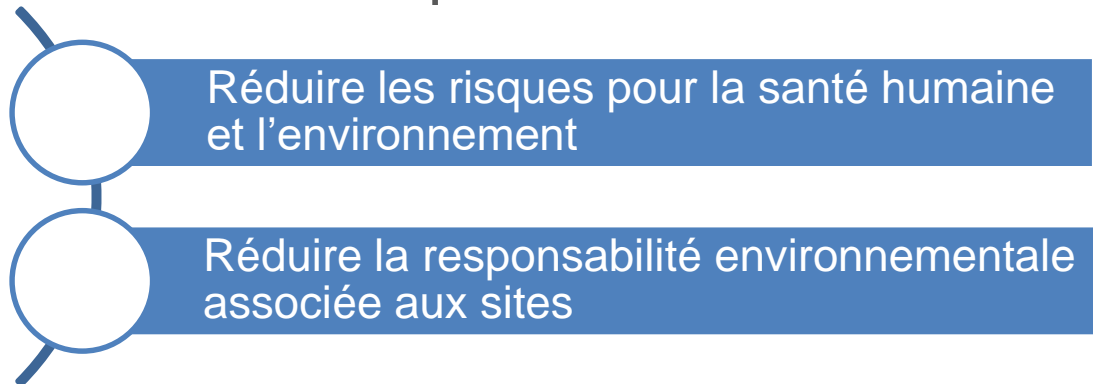 Réduire les risques pour la santé humaine
et l’environnement
Réduire la responsabilité environnementale
associée aux sites